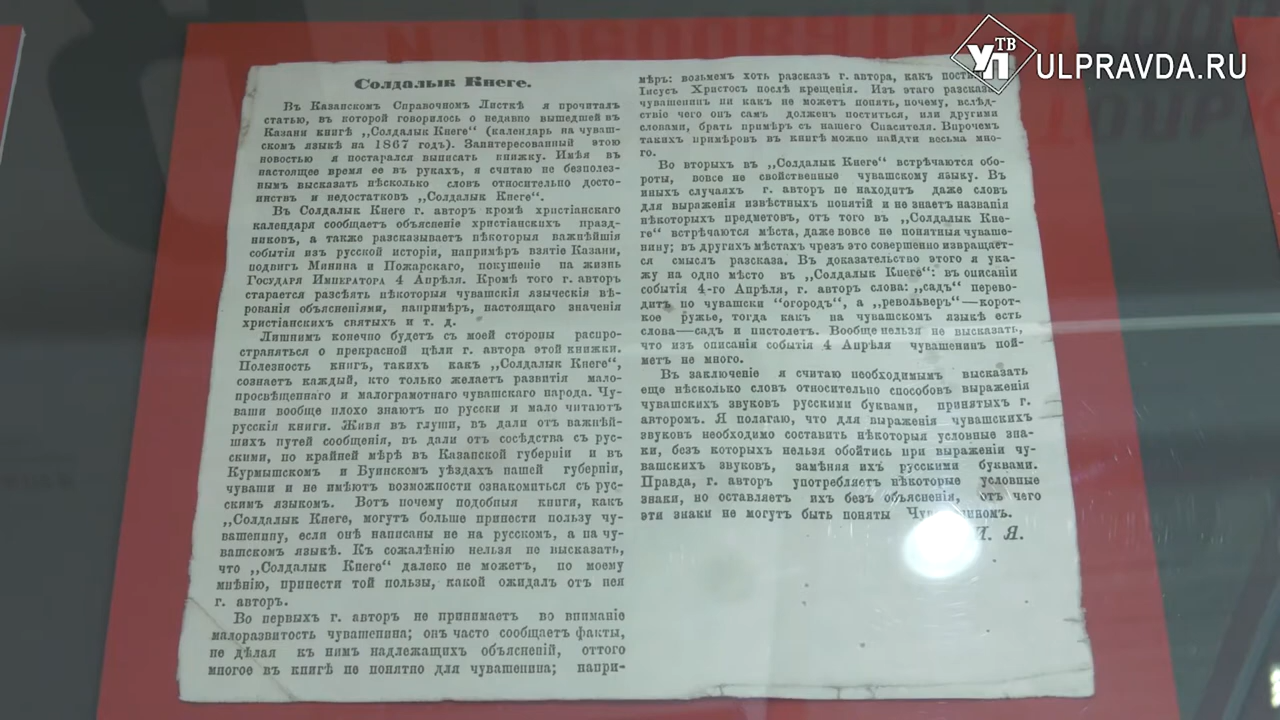 УП ТВ ULPRAVDA.RU
Солдалык Кнеге.
Въ Казанскомъ Справочномъ Листкѣ я прочиталъ
статью, въ которой говорилось о недавно вышедшей въ
Казани книгѣ „Солдалык Кнеге“ (календарь на чуваш-
скомъ языкѣ на 1867 годъ). Заинтересованный этою
новостью я постарался выписать книжку. Имѣя въ
настоящее время ее въ рукахъ, я считаю не безполез-
нымъ высказать нѣсколько словъ относительно досто-
инствъ и недостатковъ „Солдалык Кнеге“.
Въ Солдалык Кнеге г. авторъ кромѣ христіанскаго
календаря сообщаетъ объясненіе христіанскихъ празд-
никовъ, а также разсказываетъ нѣкоторыя важнѣйшія
событія изъ русской исторіи, напримѣръ взятіе Казани,
подвигъ Минина и Пожарскаго, покушеніе на жизнь
Государя Императора 4 Апрѣля. Кромѣ того г. авторъ
старается разсѣять нѣкоторыя чувашскія языческія вѣ-
рованія объясненіями, напримѣръ, настоящаго значенія
христіанскихъ святыхъ и т. д.
Лишнимъ конечно будетъ съ моей стороны распро-
страняться о прекрасной цѣли г. автора этой книжки.
Полезность книгъ, такихъ какъ „Солдалык Кнеге“,
сознаетъ каждый, кто только желаетъ развитія мало-
просвѣщеннаго и малограмотнаго чувашскаго народа. Чу-
ваши вообще плохо знаютъ по русски и мало читаютъ
русскія книги. Живя въ глуши, въ дали отъ важнѣй-
шихъ путей сообщенія, въ дали отъ сосѣдства съ рус-
скими, по крайней мѣрѣ въ Казанской губерніи и въ
Курмышскомъ и Буинскомъ уѣздахъ нашей губерніи,
чуваши и не имѣютъ возможности ознакомиться съ рус-
скимъ языкомъ. Вотъ почему подобныя книги, какъ
„Солдалык Кнеге, могутъ больше принести пользу чу-
вашенину, если онѣ написаны не на русскомъ, а на чу-
вашскомъ языкѣ. Къ сожалѣнію нельзя не высказать,
что „Солдалык Кнеге“ далеко не можетъ, по моему
мнѣнію, принести той пользы, какой ожидалъ отъ нея
г. авторъ.
Во первыхъ г. авторъ не принимаетъ во вниманіе
малоразвитость чувашенина; онъ часто сообщаетъ факты,
не дѣлая къ нимъ надлежащихъ объясненій, оттого
многое въ книгѣ не понятно для чувашенина; напри-
мѣръ: возьмемъ хоть разсказъ г. автора, какъ
Іисусъ Христосъ послѣ крещенія. Изъ этаго разсказа
чувашенинъ ни какъ не можетъ понять, почему, вслѣд-
ствіе чего онъ самъ долженъ поститься, или другими
словами, брать примѣръ съ нашего Спасителя. Впрочемъ
такихъ примѣровъ въ книгѣ можно найдти весьма мно-
го.
Во вторыхъ въ „Солдалык Кнеге“ встрѣчаются обо-
роты, вовсе не свойственные чувашскому языку. Въ
иныхъ случаяхъ г. авторъ не находитъ даже словъ
для выраженія извѣстныхъ понятій и не знаетъ названія
нѣкоторыхъ предметовъ, отъ того въ „Солдалык Кне-
ге“ встрѣчаются мѣста, даже вовсе не понятныя чуваше-
нину; въ другихъ мѣстахъ чрезъ это совершенно извращает-
ся смыслъ разсказа. Въ доказательство этого я ука-
жу на одно мѣсто въ „Солдалык Кнеге“: въ описаніи
событія 4-го Апрѣля, г. авторъ слова: „садъ“ перево-
дитъ по чувашски “огородъ“, а „револьверъ“—корот-
кое ружье, тогда какъ на чувашскомъ языкѣ есть
слова—садъ и пистолетъ. Вообще нельзя не высказать,
что изъ описанія событія 4 Апрѣля чувашенинъ пой-
метъ не много.
Въ заключеніе я считаю необходимымъ высказать
еще нѣсколько словъ относительно способовъ выраженія
чувашскихъ звуковъ русскими буквами, принятыхъ г.
авторомъ. Я полагаю, что для выраженія чувашскихъ
звуковъ необходимо составить нѣкоторые условные зна-
ки, безъ которыхъ нельзя обойтись при выраженіи чу-
вашскихъ звуковъ, замѣняя ихъ русскими буквами.
Правда, г. авторъ употребляетъ нѣкоторые условные
знаки, но оставляетъ ихъ безъ объясненія, отъ чего
эти знаки не могутъ быть поняты
И. Я.